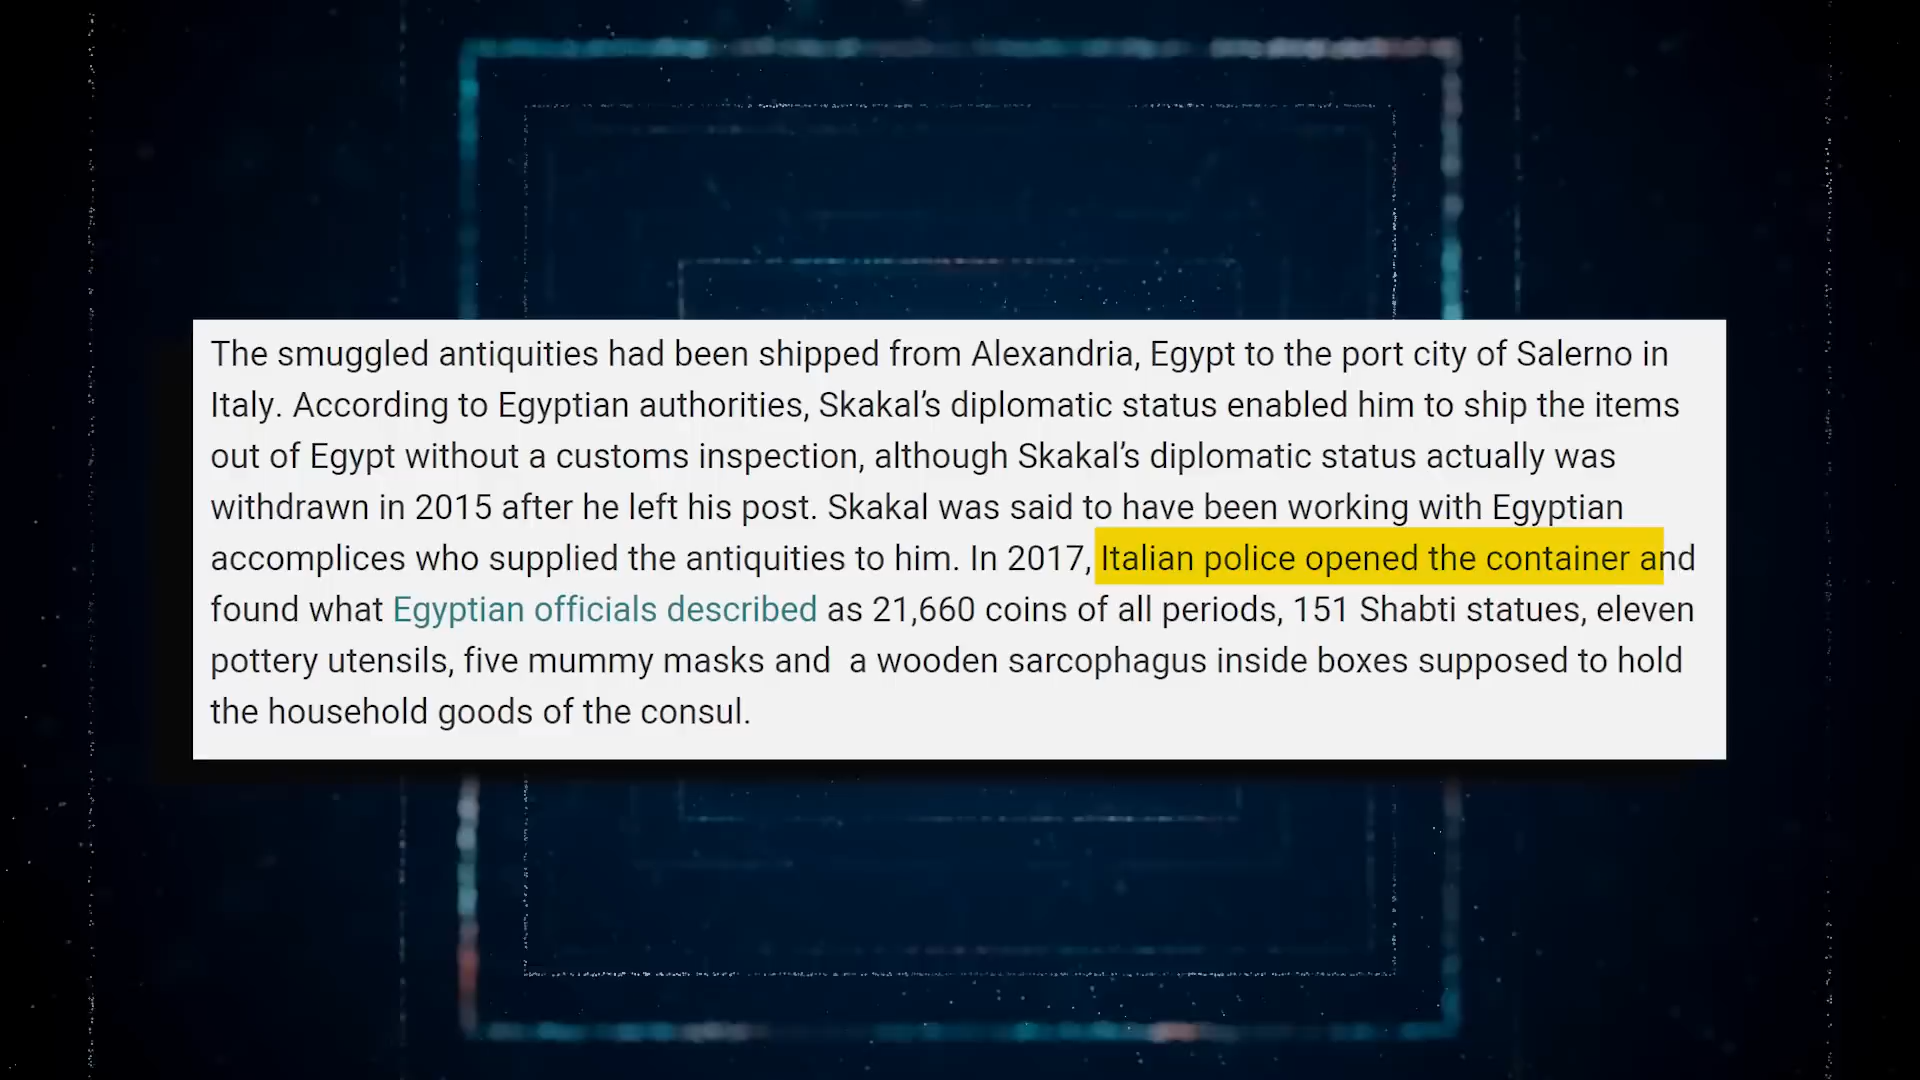 The smuggled antiquities had been shipped from Alexandria, Egypt to the port city of Salerno in
Italy. According to Egyptian authorities, Skakal’s diplomatic status enabled him to ship the items
out of Egypt without a customs inspection, although Skakal’s diplomatic status actually was
withdrawn in 2015 after he left his post. Skakal was said to have been working with Egyptian
accomplices who supplied the antiquities to him. In 2017, Italian police opened the container and
found what Egyptian officials described as 21,660 coins of all periods, 151 Shabti statues, eleven
pottery utensils, five mummy masks and  a wooden sarcophagus inside boxes supposed to hold
the household goods of the consul.